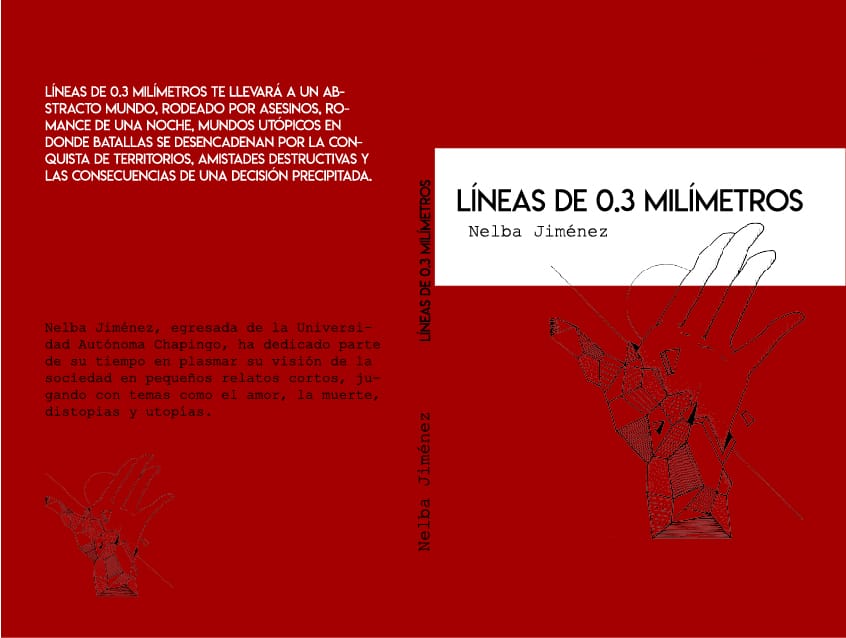 LÍNEAS DE 0.3 MILÍMETROS TE LLEVARÁ A UN AB-
STRACTO MUNDO, RODEADO POR ASESINOS, RO-
MANCE DE UNA NOCHE, MUNDOS UTÓPICOS EN
DONDE BATALLAS SE DESENCADENAN POR LA CON-
QUISTA DE TERRITORIOS, AMISTADES DESTRUCTIVAS Y
LAS CONSECUENCIAS DE UNA DECISIÓN PRECIPITADA.
Nelba Jiménez, egresada de la Universi-
dad Autónoma Chapingo, ha dedicado parte
de su tiempo en plasmar su visión de la
sociedad en pequeños relatos cortos, ju-
gando con temas como el amor, la muerte,
distopías y utopías.
LÍNEAS DE 0.3 MILÍMETROS
Nelba Jiménez
LÍNEAS DE 0.3 MILÍMETROS
Nelba Jiménez